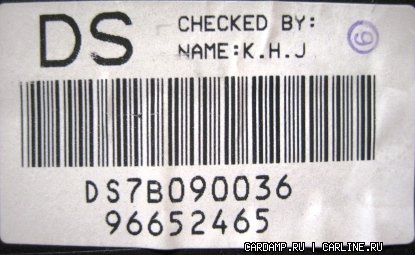 DS
CHECKED BY:
NAME:K.H.J
6
DS7B090036
96652465
CARDAMP.RU | CARLINE.RU